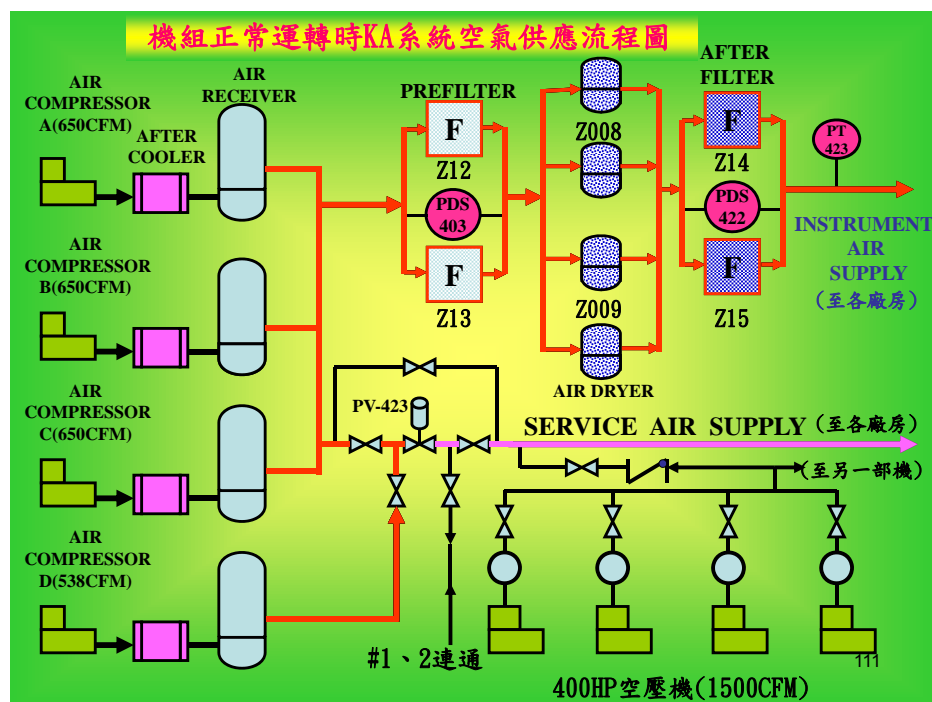 機組正常運轉時KA系統空氣供應流程圖
AIR
COMPRESSOR
A(650CFM)
AFTER
COOLER
AIR
RECEIVER
PREFILTER
F
Z12
PDS
403
F
Z13
Z008
Z009
AIR DRYER
AFTER
FILTER
F
Z14
PDS
422
F
Z15
PT
423
INSTRUMENT
AIR
SUPPLY
(至各廠房)
AIR
COMPRESSOR
B(650CFM)
AIR
COMPRESSOR
C(650CFM)
PV-423
SERVICE AIR SUPPLY (至各廠房)
(至另一部機)
AIR
COMPRESSOR
D(538CFM)
#1、2連通
400HP空壓機(1500CFM)
111